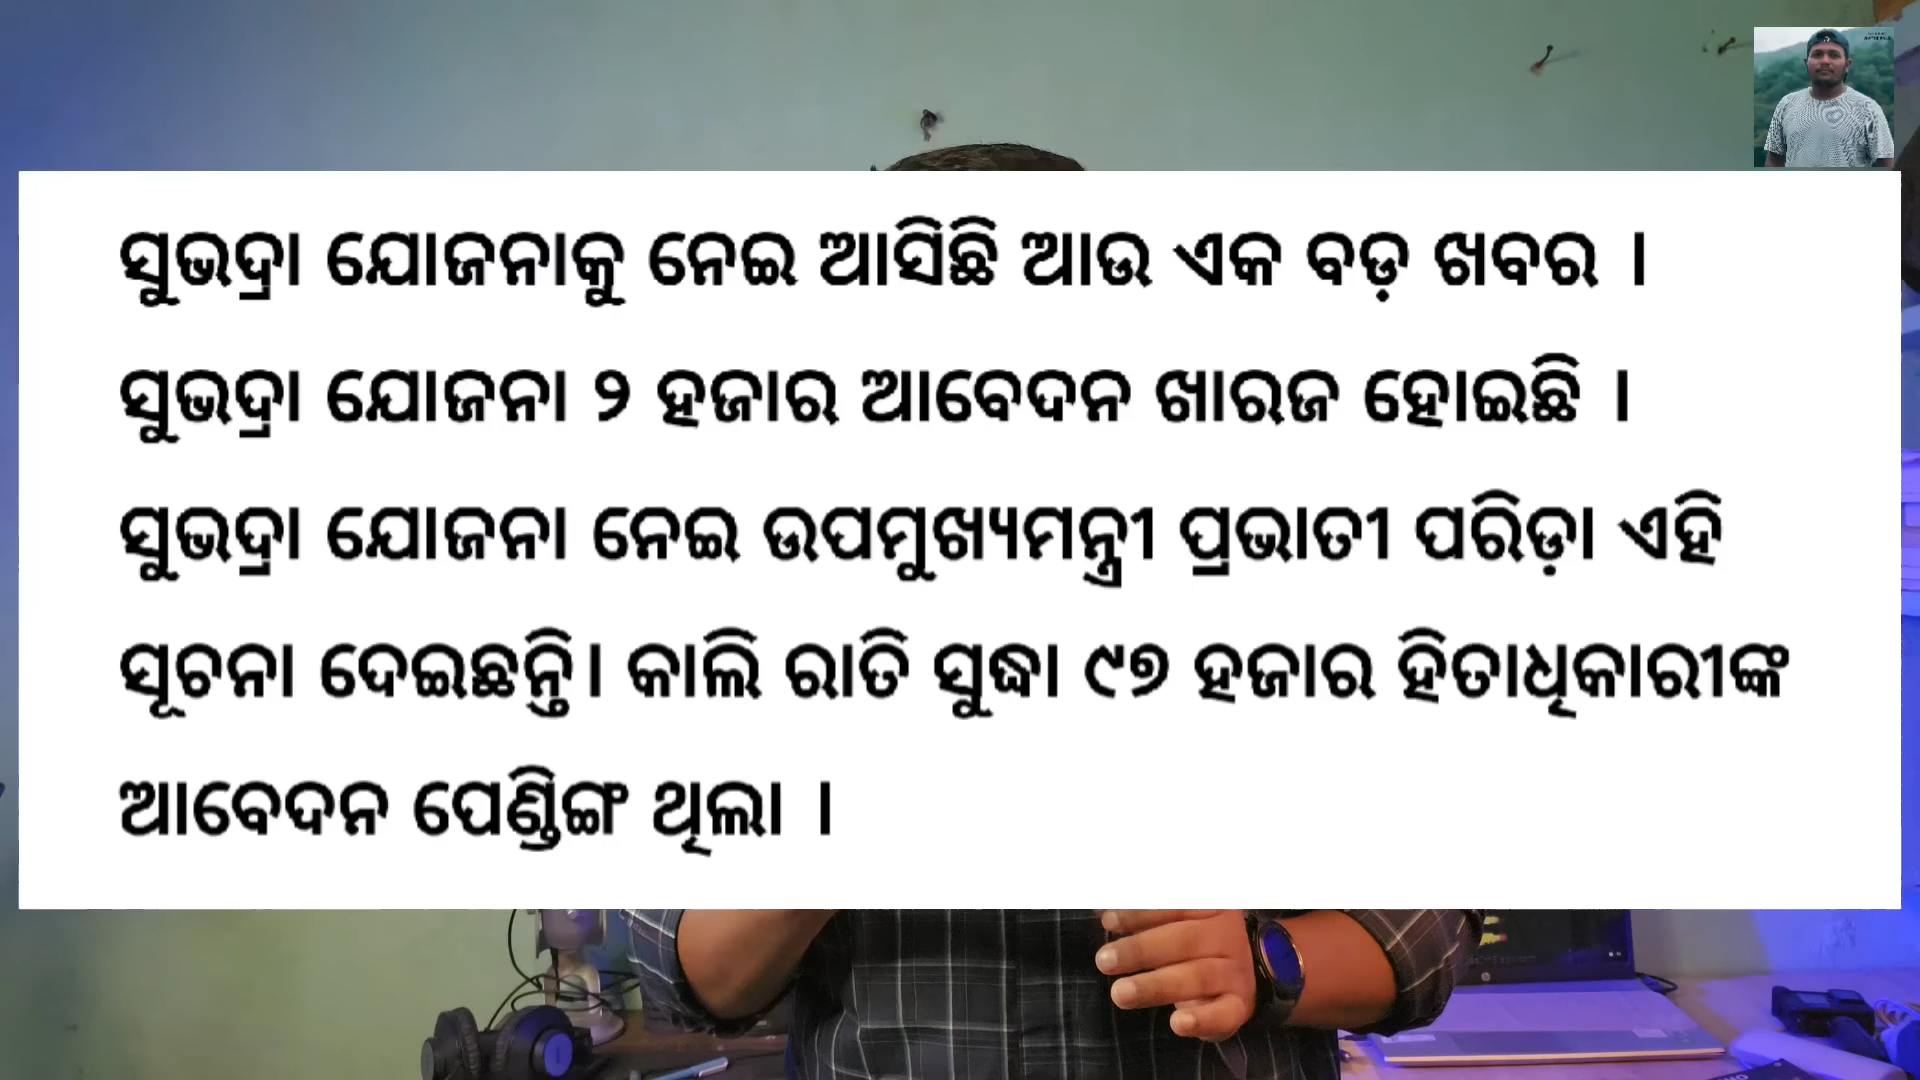 ସୁଭଦ୍ରା ଯୋଜନାକୁ ନେଇ ଆସିଛି ଆଉ ଏକ ବଡ଼ ଖବର ।
ସୁଭଦ୍ରା ଯୋଜନା ୨ ହଜାର ଆବେଦନ ଖାରଜ ହୋଇଛି ।
ସୁଭଦ୍ରା ଯୋଜନା ନେଇ ଉପମୁଖ୍ୟମନ୍ତ୍ରୀ ପ୍ରଭାତୀ ପରିଡ଼ା ଏହି
ସୂଚନା ଦେଇଛନ୍ତି। କାଲି ରାତି ସୁଦ୍ଧା ୯୭ ହଜାର ହିତାଧିକାରୀଙ୍କ
ଆବେଦନ ପେଣ୍ଡିଙ୍ଗ ଥିଲା ।